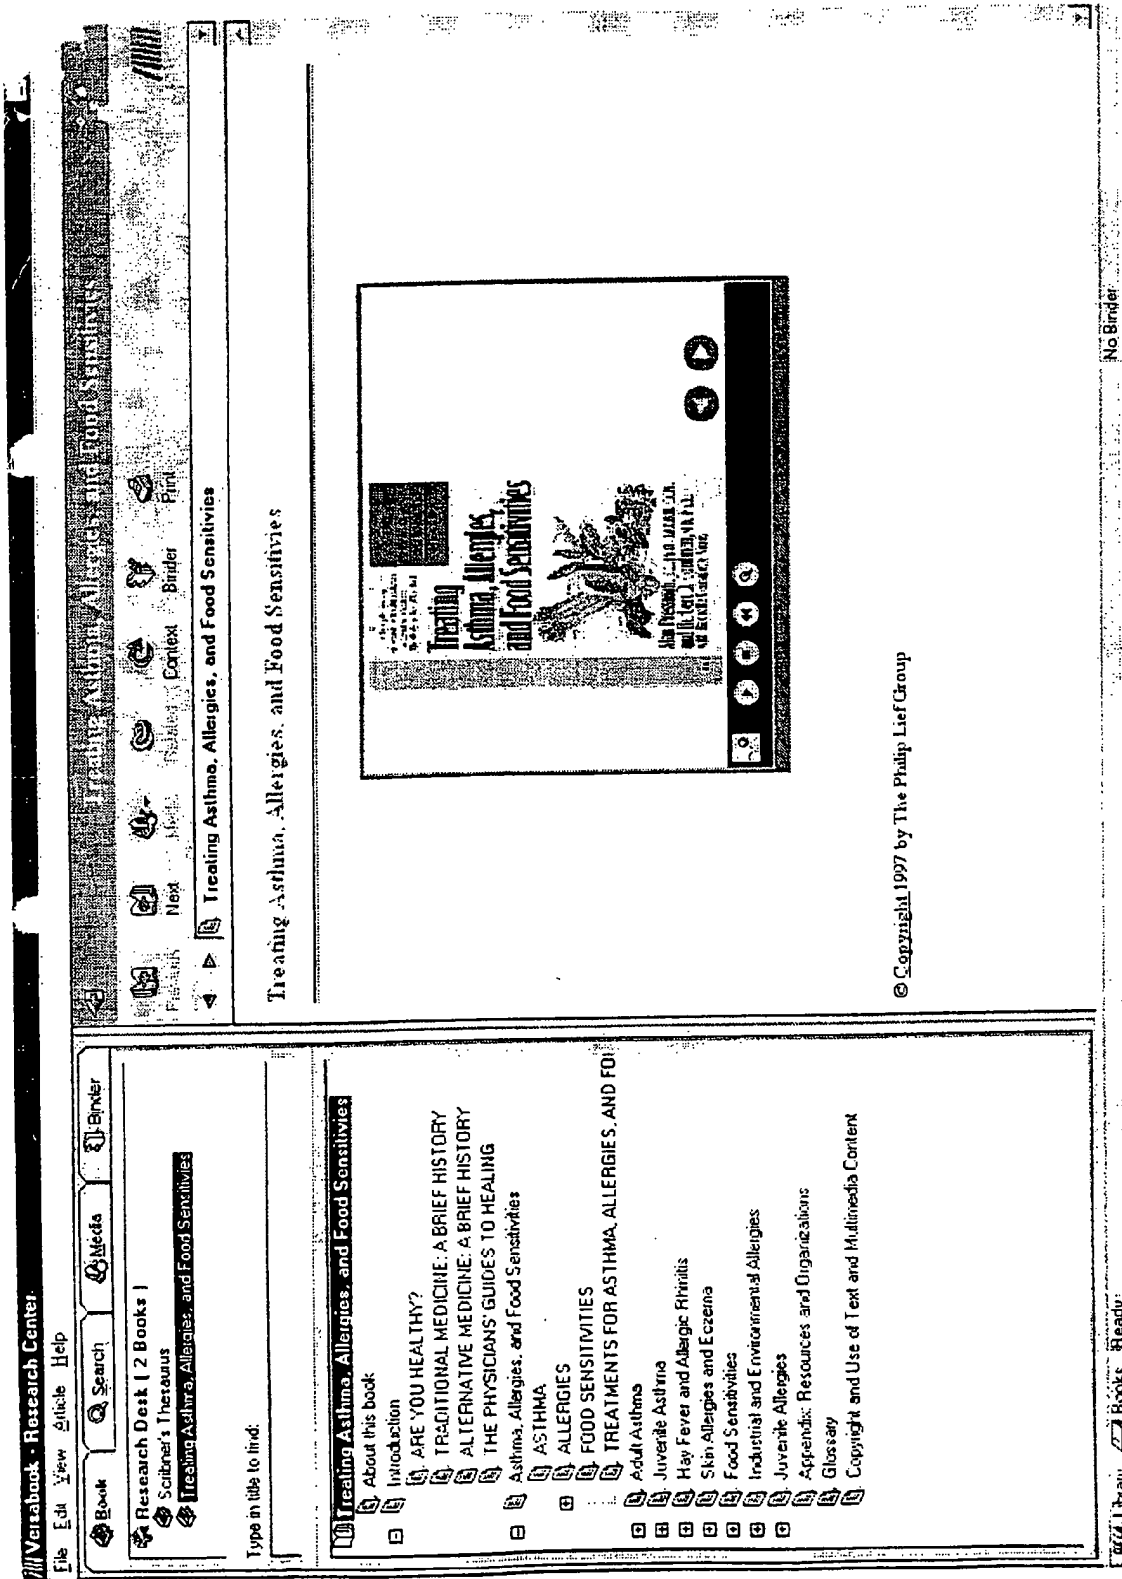 Versabook - Research Center
File Edit View Article Help
Book Search Media Binder
Research Desk [ 2 Books ]
Scribner's Thesaurus
Treating Asthma, Allergies, and Food Sensitivies
Type in title to find:
Treating Asthma, Allergies, and Food Sensitivies
About this book
Introduction
ARE YOU HEALTHY?
TRADITIONAL MEDICINE: A BRIEF HISTORY
ALTERNATIVE MEDICINE: A BRIEF HISTORY
THE PHYSICIANS' GUIDES TO HEALING
Asthma, Allergies, and Food Sensitivities
ASTHMA
ALLERGIES
FOOD SENSITIVITIES
TREATMENTS FOR ASTHMA, ALLERGIES, AND FO
Adult Asthma
Juvenile Asthma
Hay Fever and Allergic Rhinitis
Skin Allergies and Eczema
Food Sensitivities
Industrial and Environmental Allergies
Juvenile Allergies
Appendix: Resources and Organizations
Glossary
Copyright and Use of Text and Multimedia Content
Treating Asthma, Allergies, and Food Sensitivies
Previous Next Media Related Context Binder Print
Treating Asthma, Allergies, and Food Sensitivies
Treating Asthma, Allergies, and Food Sensitivies
Treating
Asthma, Allergies,
and Food Sensitivities
© Copyright 1997 by The Philip Lief Group
Library Books Ready
No Binder